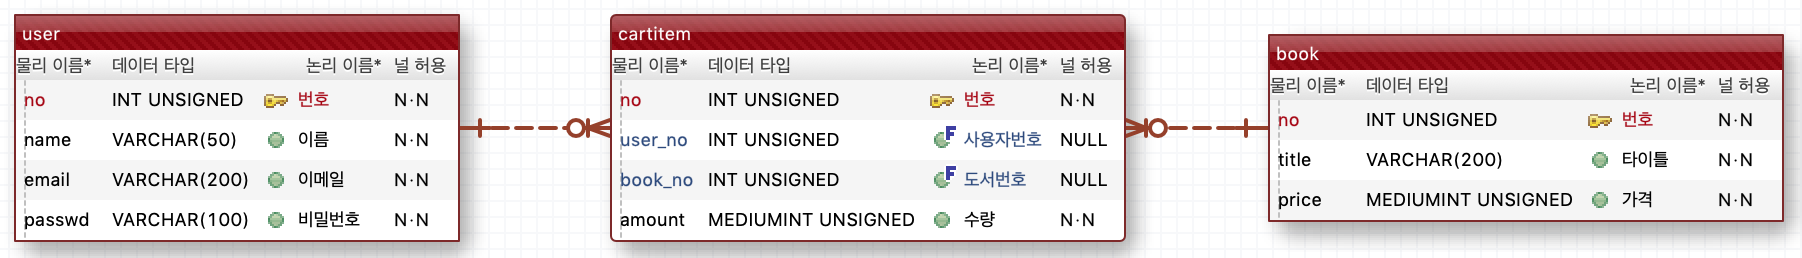 user
물리 이름* 데이터 타입 논리 이름* 널 허용
no INT UNSIGNED 번호 N·N
name VARCHAR(50) 이름 N·N
email VARCHAR(200) 이메일 N·N
passwd VARCHAR(100) 비밀번호 N·N
cartitem
물리 이름* 데이터 타입 논리 이름* 널 허용
no INT UNSIGNED 번호 N·N
user_no INT UNSIGNED F 사용자번호 NULL
book_no INT UNSIGNED F 도서번호 NULL
amount MEDIUMINT UNSIGNED 수량 N·N
book
물리 이름* 데이터 타입 논리 이름* 널 허용
no INT UNSIGNED 번호 N·N
title VARCHAR(200) 타이틀 N·N
price MEDIUMINT UNSIGNED 가격 N·N